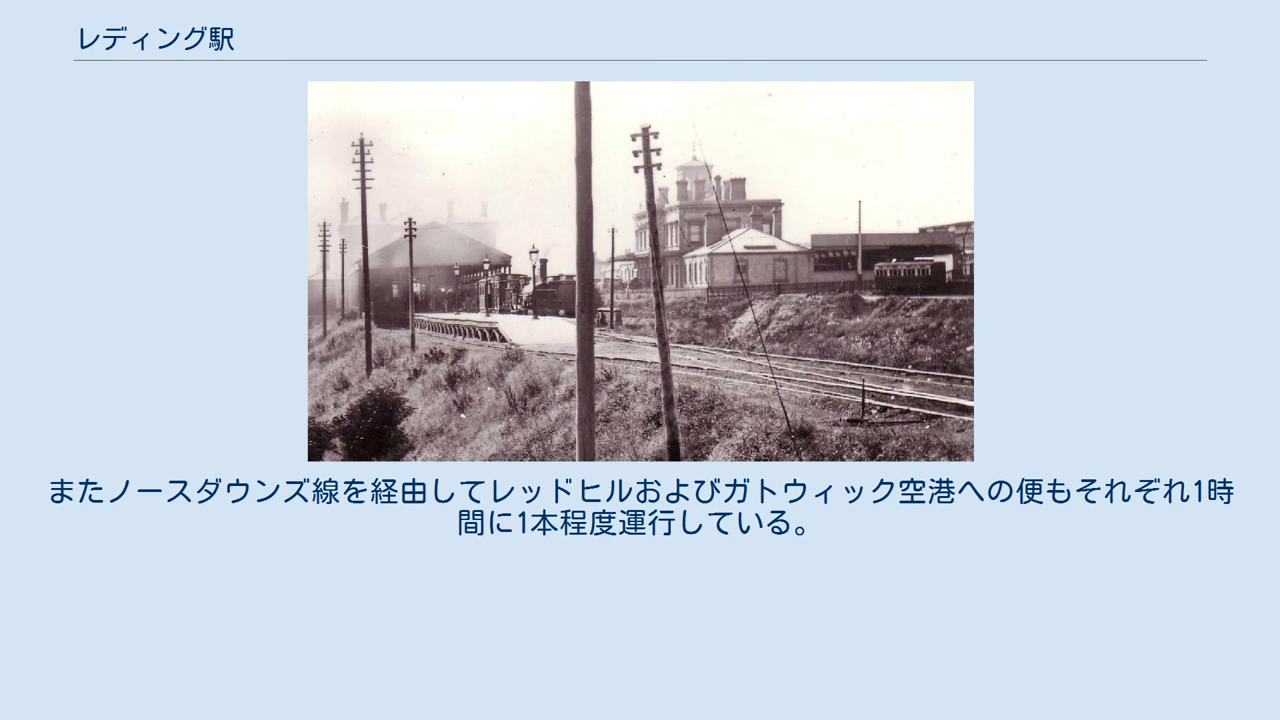 レディング駅
またノースダウンズ線を経由してレッドヒルおよびガトウィック空港への便もそれぞれ1時
間に1本程度運行している。